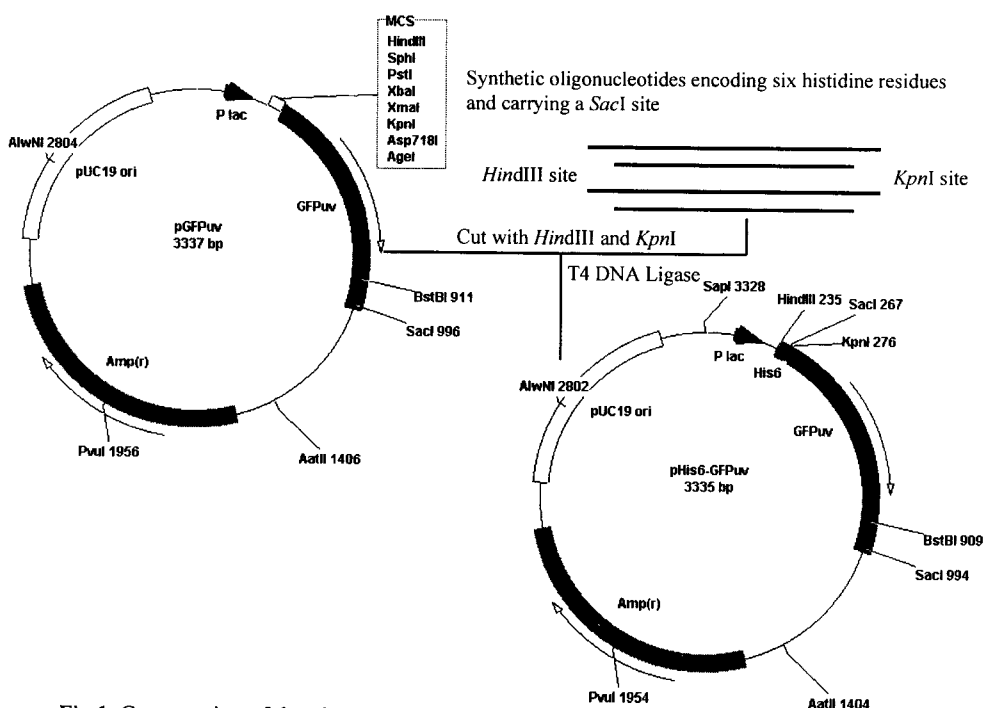 MCS
HindIII
SphI
PstI
XbaI
XmaI
KpnI
Asp718I
AgeI
Synthetic oligonucleotides encoding six histidine residues
and carrying a SacI site
P lac
AlwNI 2804
pUC19 ori
GFPuv
pGFPuv
3337 bp
HindIII site
KpnI site
Cut with HindIII and KpnI
T4 DNA Ligase
BstBI 911
SacI 996
Amp(r)
PvuI 1956
AatII 1406
SapI 3328
HindIII 235
SacI 267
KpnI 276
P lac
His6
AlwNI 2802
pUC19 ori
GFPuv
pHis6-GFPuv
3335 bp
BstBI 909
SacI 994
Amp(r)
PvuI 1954
AatII 1404